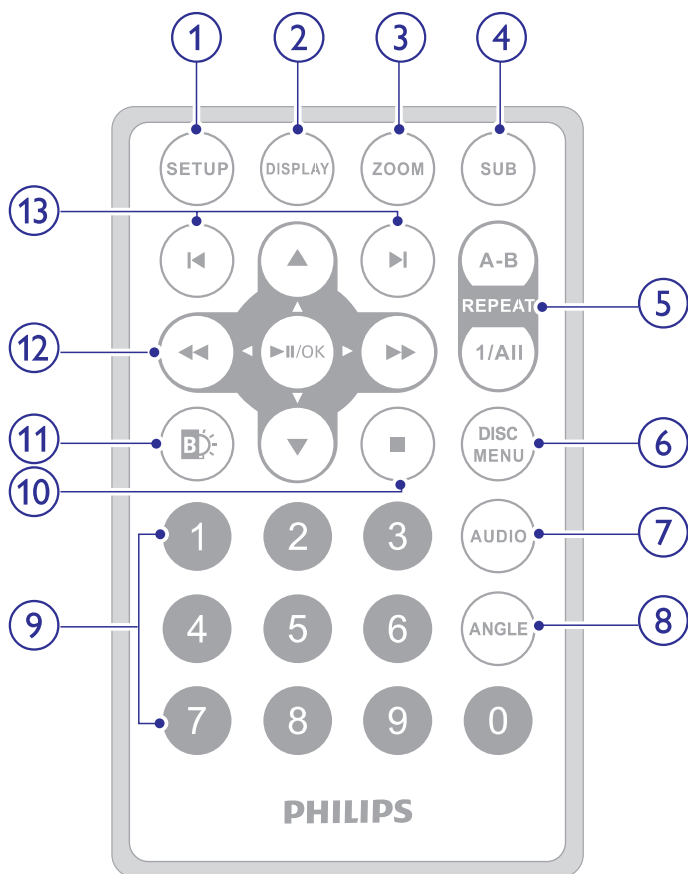 1 2 3 4
SETUP DISPLAY ZOOM SUB
13
A-B
REPEAT
5
12
/OK
1/All
11
B
DISC
MENU
6
10
1 2 3 AUDIO
7
9
4 5 6 ANGLE
8
7 8 9 0
PHILIPS